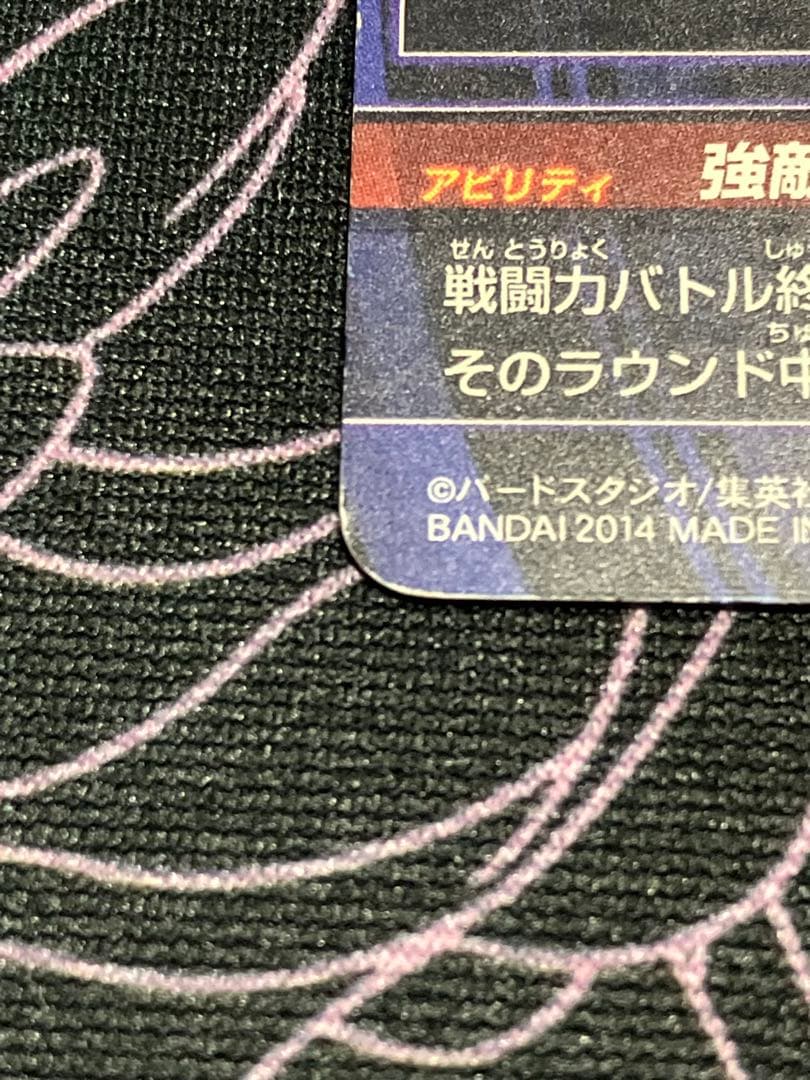 アビリティ 強敵
せんとうりょく しゅ
戦闘力バトル終
ちゅ
そのラウンド中
©バードスタジオ/集英社
BANDAI 2014 MADE IN